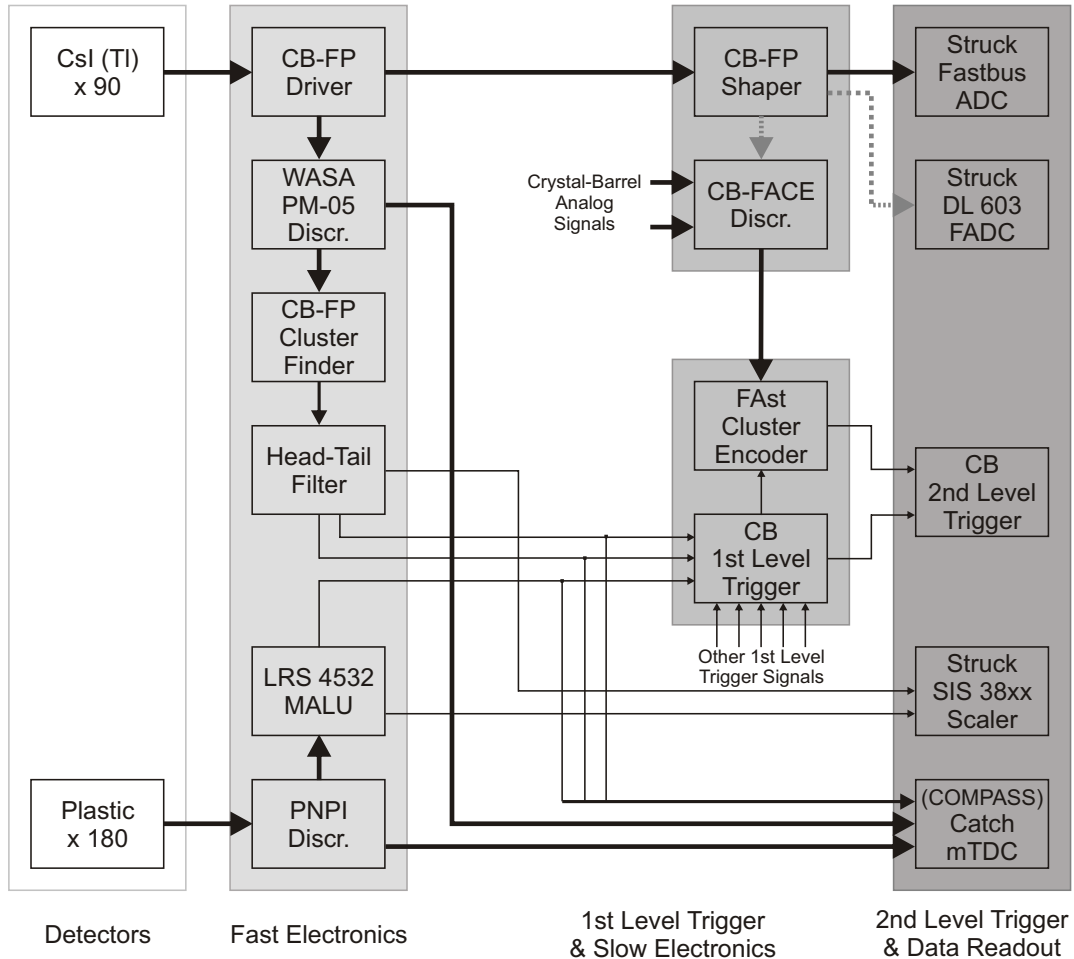 CsI (Tl)
x 90
CB-FP
Driver
WASA
PM-05
Discr.
CB-FP
Cluster
Finder
Head-Tail
Filter
LRS 4532
MALU
Plastic
x 180
PNPI
Discr.
CB-FP
Shaper
Crystal-Barrel
Analog
Signals
CB-FACE
Discr.
FAst
Cluster
Encoder
CB
1st Level
Trigger
Other 1st Level
Trigger Signals
Struck
Fastbus
ADC
Struck
DL 603
FADC
CB
2nd Level
Trigger
Struck
SIS 38xx
Scaler
(COMPASS)
Catch
mTDC
Detectors
Fast Electronics
1st Level Trigger
& Slow Electronics
2nd Level Trigger
& Data Readout